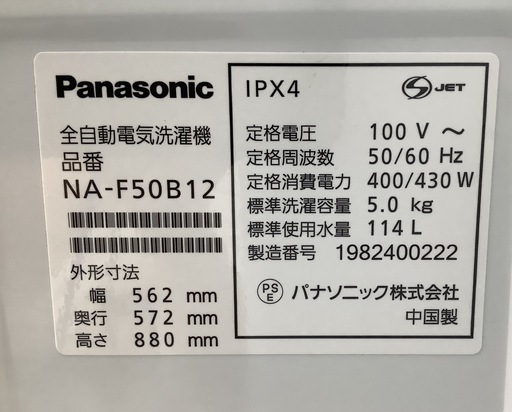 Panasonic
全自動電気洗濯機
品番
NA-F50B12
外形寸法
幅 562 mm
奥行 572 mm
高さ 880 mm
IPX4
S JET
定格電圧 100 V ～
定格周波数 50/60 Hz
定格消費電力 400/430 W
標準洗濯容量 5.0 kg
標準使用水量 114 L
製造番号 1982400222
PS
E
パナソニック株式会社
中国製